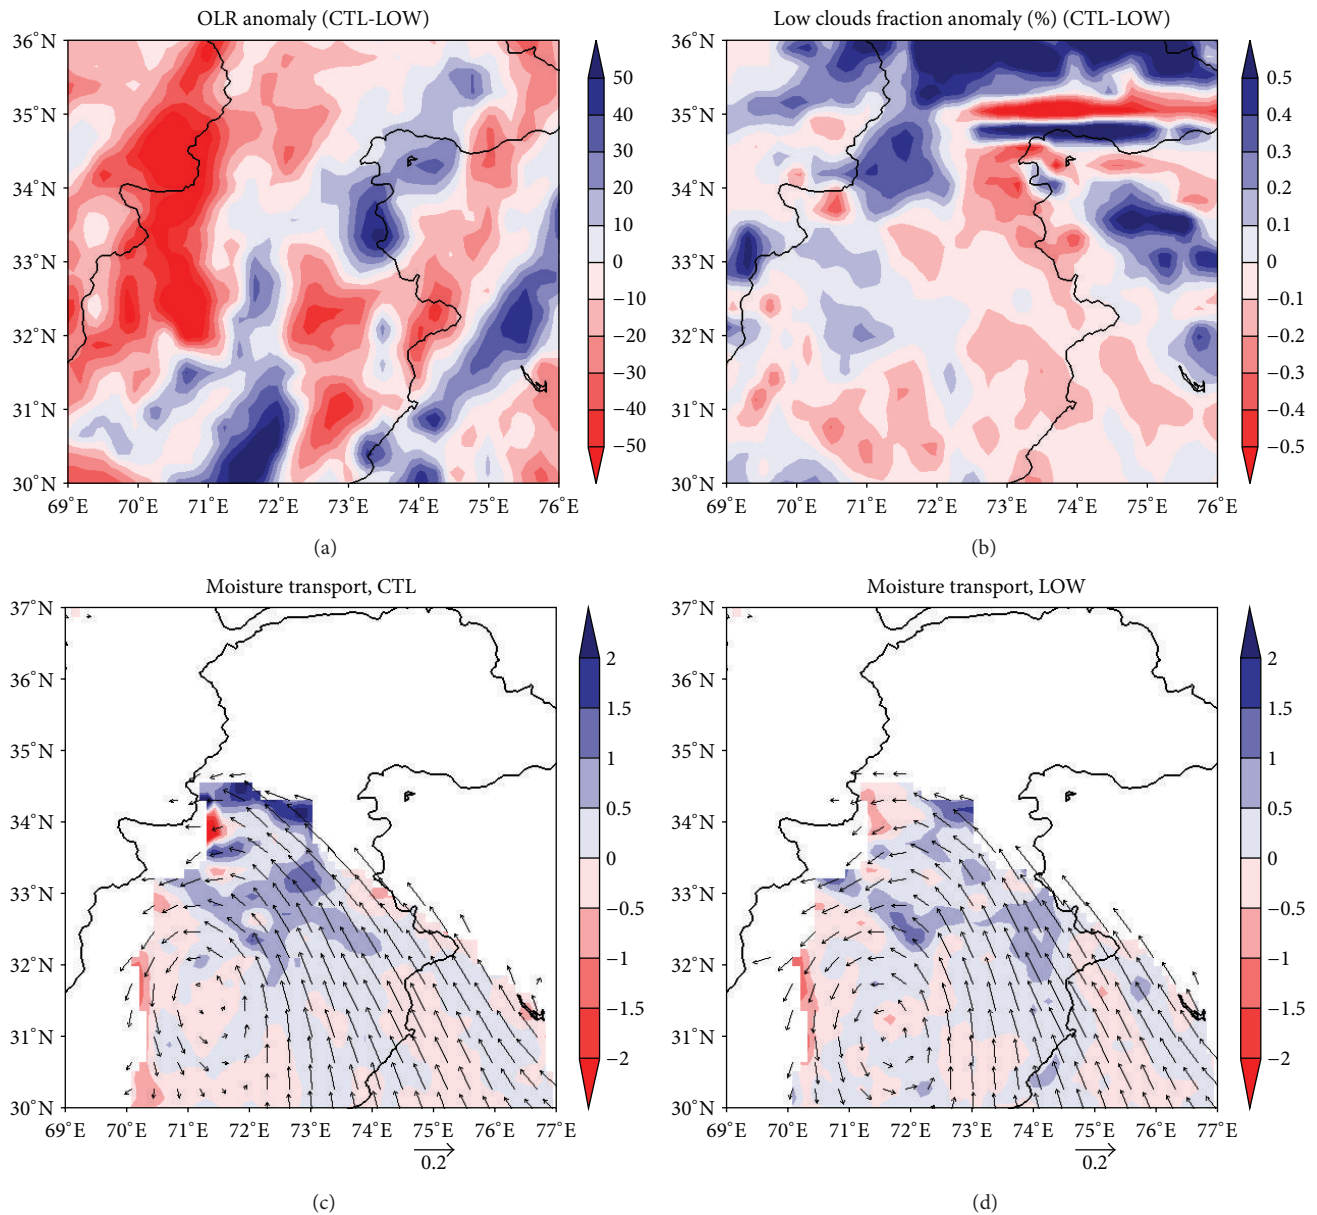 OLR anomaly (CTL-LOW)
36°N
35°N
34°N
33°N
32°N
31°N
30°N
69°E 70°E 71°E 72°E 73°E 74°E 75°E 76°E
50
40
30
20
10
0
−10
−20
−30
−40
−50
(a)
Low clouds fraction anomaly (%) (CTL-LOW)
36°N
35°N
34°N
33°N
32°N
31°N
30°N
69°E 70°E 71°E 72°E 73°E 74°E 75°E 76°E
0.5
0.4
0.3
0.2
0.1
0
−0.1
−0.2
−0.3
−0.4
−0.5
(b)
Moisture transport, CTL
37°N
36°N
35°N
34°N
33°N
32°N
31°N
30°N
69°E 70°E 71°E 72°E 73°E 74°E 75°E 76°E 77°E
0.2
2
1.5
1
0.5
0
−0.5
−1
−1.5
−2
(c)
Moisture transport, LOW
37°N
36°N
35°N
34°N
33°N
32°N
31°N
30°N
69°E 70°E 71°E 72°E 73°E 74°E 75°E 76°E 77°E
0.2
2
1.5
1
0.5
0
−0.5
−1
−1.5
−2
(d)